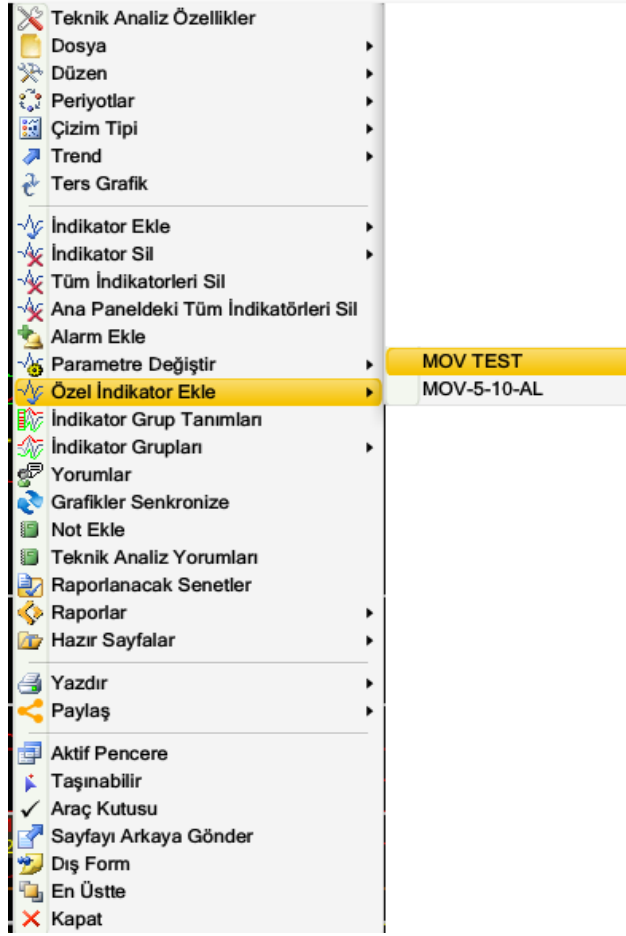 Teknik Analiz Özellikler
Dosya
Düzen
Periyotlar
Çizim Tipi
Trend
Ters Grafik
İndikator Ekle
İndikator Sil
Tüm İndikatorleri Sil
Ana Paneldeki Tüm İndikatörleri Sil
Alarm Ekle
Parametre Değiştir
MOV TEST
Özel İndikator Ekle
MOV-5-10-AL
İndikator Grup Tanımları
İndikator Grupları
Yorumlar
Grafikler Senkronize
Not Ekle
Teknik Analiz Yorumları
Raporlanacak Senetler
Raporlar
Hazır Sayfalar
Yazdır
Paylaş
Aktif Pencere
Taşınabilir
Araç Kutusu
Sayfayı Arkaya Gönder
Dış Form
En Üstte
Kapat